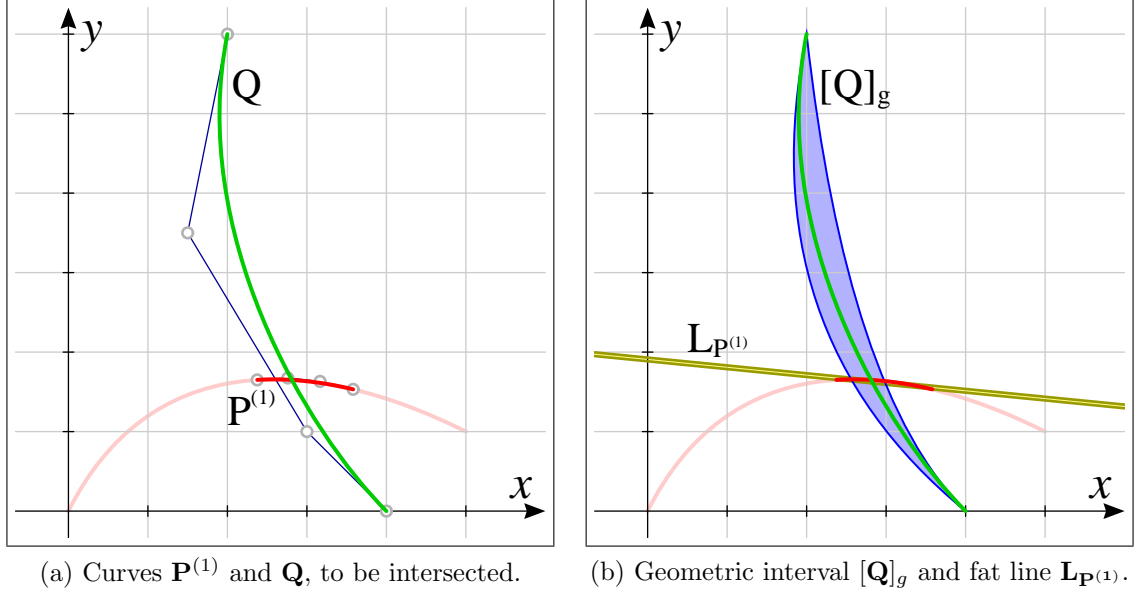 y
Q
P(1)
x
y
[Q]g
LP(1)
x
(a) Curves P(1) and Q, to be intersected.
(b) Geometric interval [Q]g and fat line LP(1).